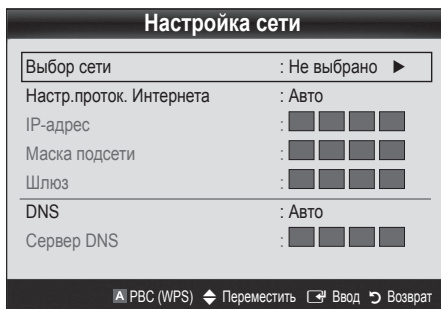 Настройка сети
Выбор сети : Не выбрано ►
Настр.проток. Интернета : Авто
IP-адрес :
Маска подсети :
Шлюз :
DNS : Авто
Сервер DNS :
A PBC (WPS) Переместить Ввод Возврат